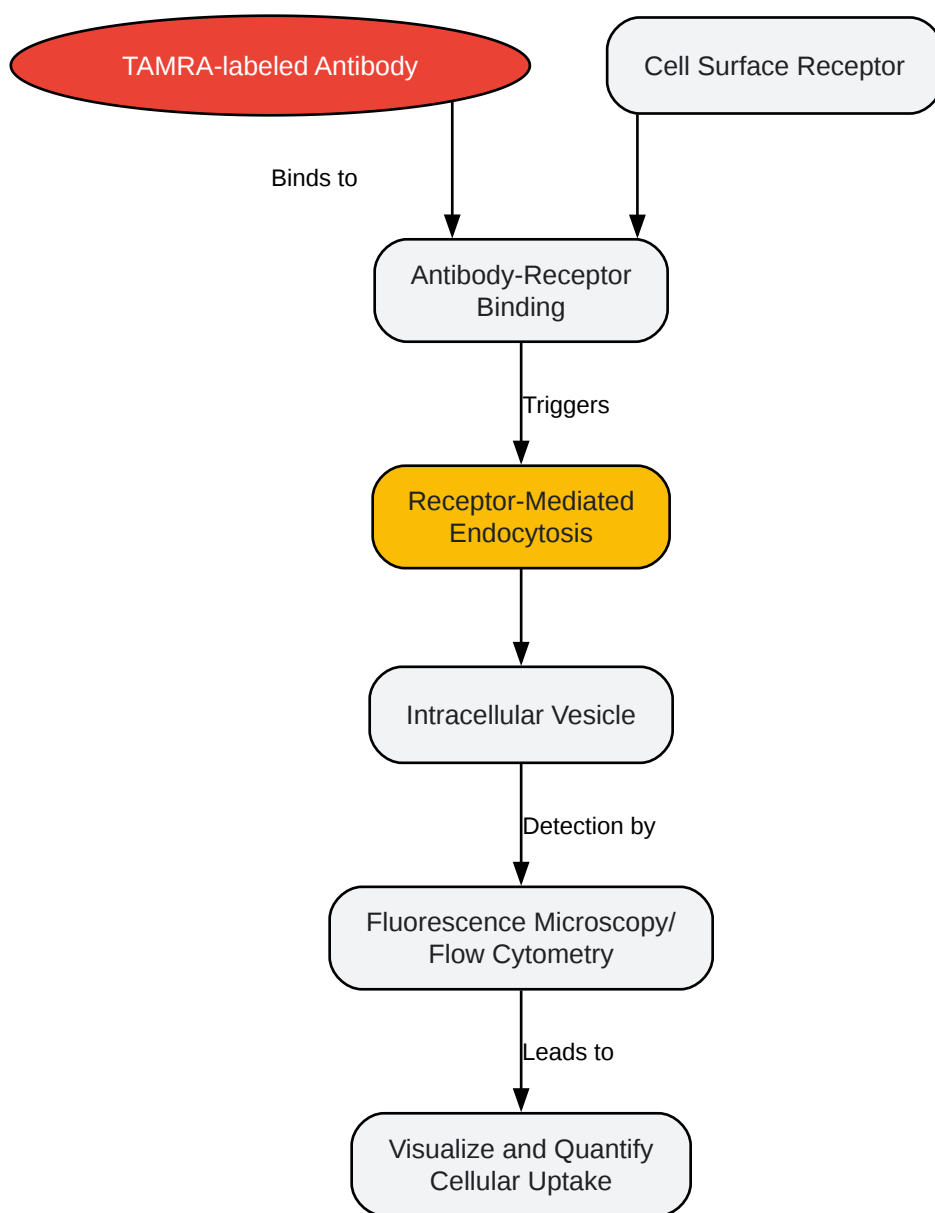 TAMRA-labeled Antibody
Cell Surface Receptor
Binds to
Antibody-Receptor
Binding
Triggers
Receptor-Mediated
Endocytosis
Intracellular Vesicle
Detection by
Fluorescence Microscopy/
Flow Cytometry
Leads to
Visualize and Quantify
Cellular Uptake